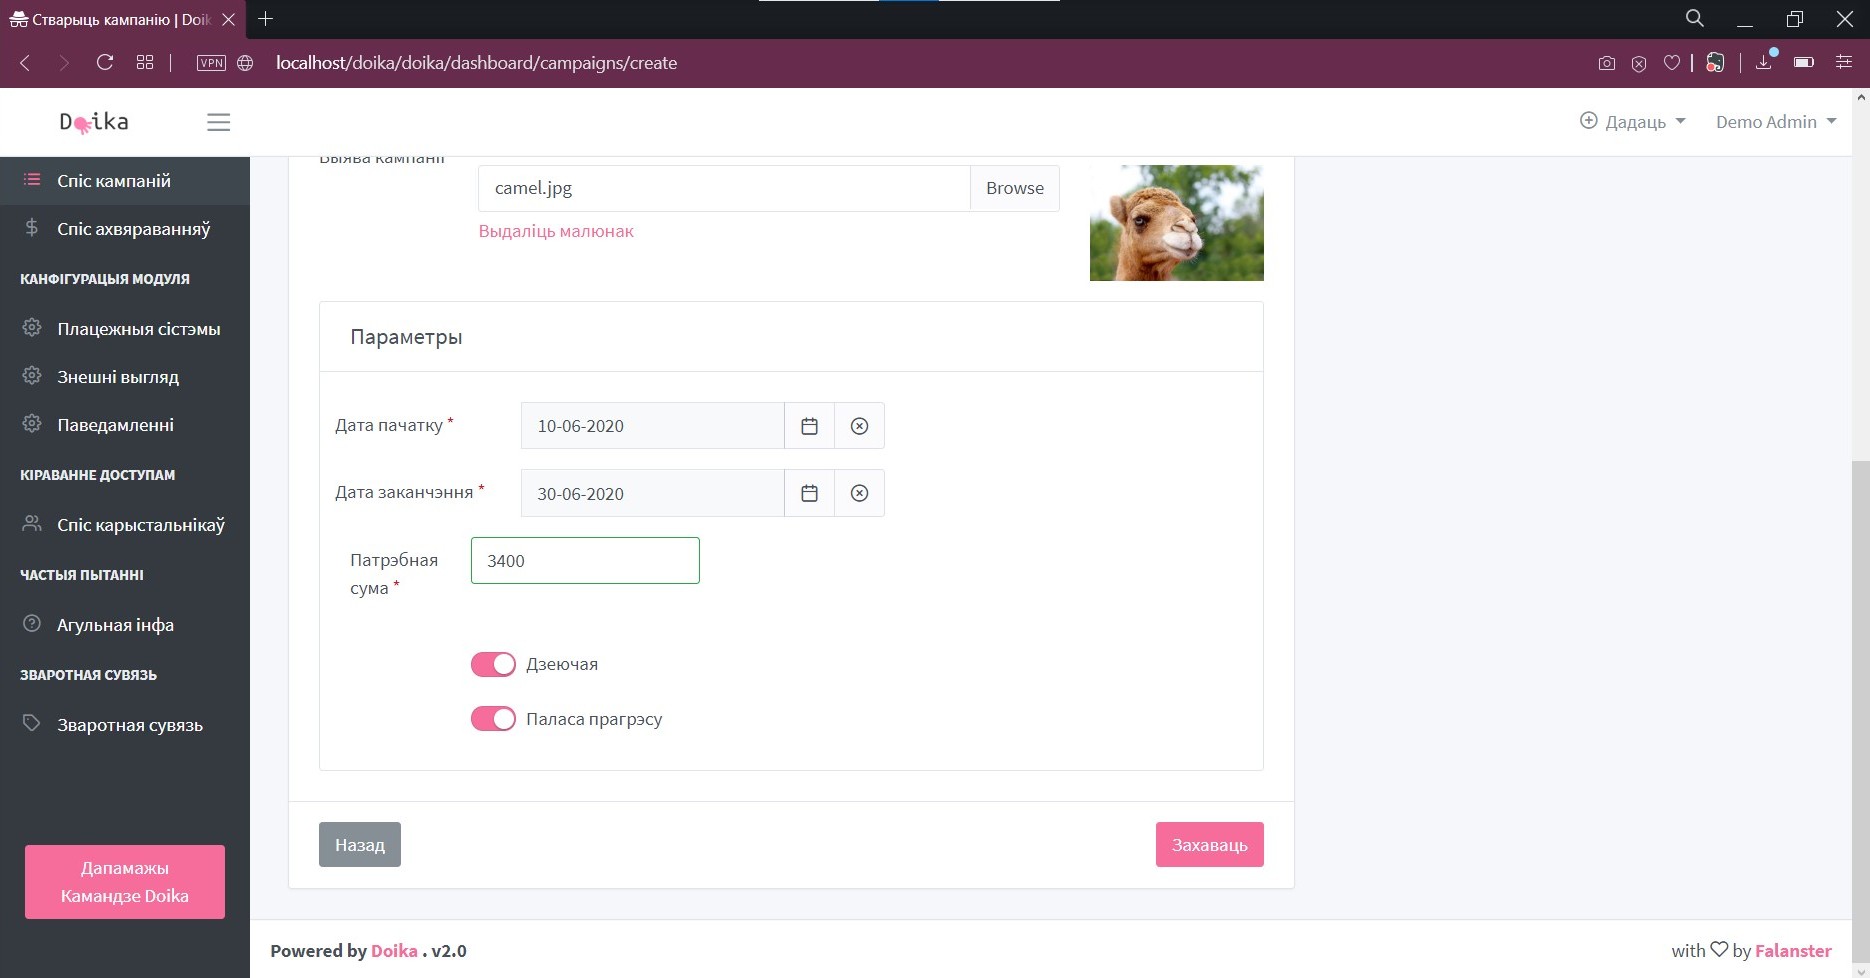 Стварыць кампанію | Doik
VPN
localhost/doika/doika/dashboard/campaigns/create
Doika
Дадаць
Demo Admin
Спіс кампаній
Спіс ахвяраванняў
КАНФІГУРАЦЫЯ МОДУЛЯ
Плацежныя сістэмы
Знешні выгляд
Паведамленні
КІРАВАННЕ ДОСТУПАМ
Спіс карыстальнікаў
ЧАСТЫЯ ПЫТАННІ
Агульная інфа
ЗВАРОТНАЯ СУВЯЗЬ
Зваротная сувязь
Дапамажы
Камандзе Doika
Выява кампаніі
camel.jpg
Browse
Выдаліць малюнак
Параметры
Дата пачатку *
10-06-2020
Дата заканчэння *
30-06-2020
Патрэбная
сума *
3400
Дзеючая
Паласа прагрэсу
Назад
Захаваць
Powered by Doika . v2.0
with ♡ by Falanster